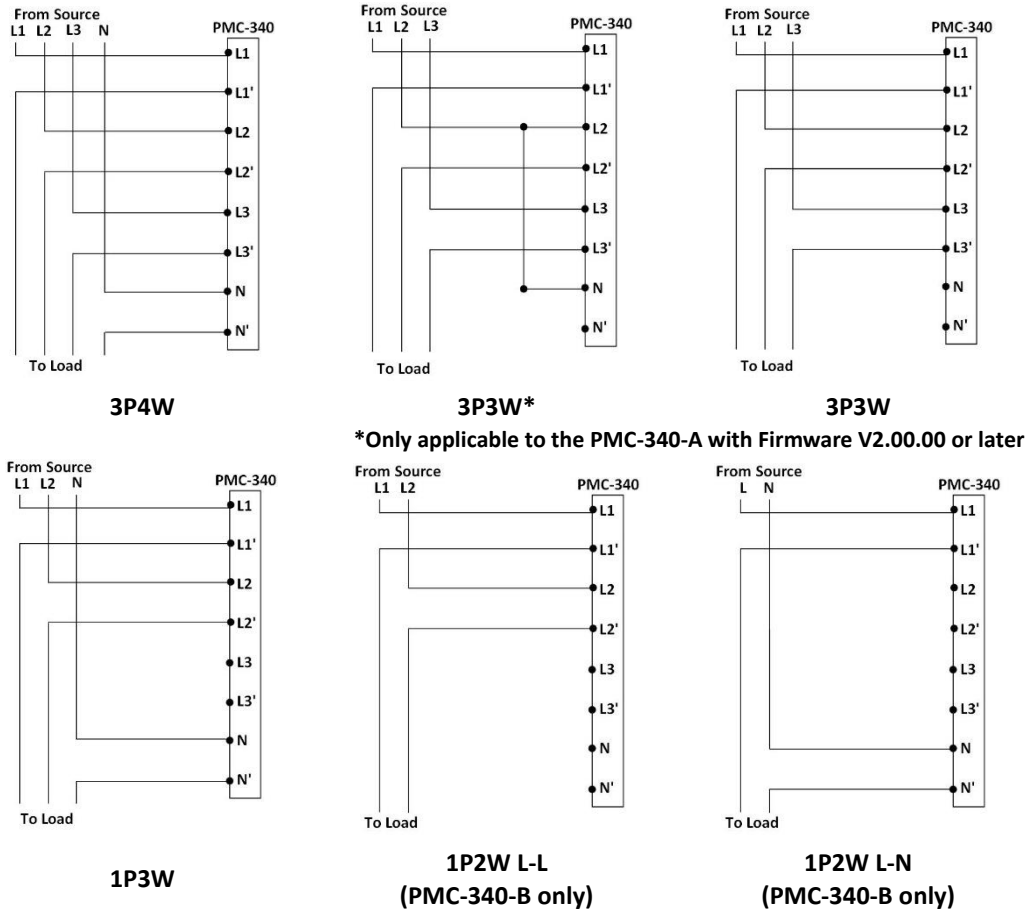 From Source
L1 L2 L3 N
PMC-340
L1
L1'
L2
L2'
L3
L3'
N
N'
To Load
3P4W
From Source
L1 L2 L3
PMC-340
L1
L1'
L2
L2'
L3
L3'
N
N'
To Load
3P3W*
From Source
L1 L2 L3
PMC-340
L1
L1'
L2
L2'
L3
L3'
N
N'
To Load
3P3W
*Only applicable to the PMC-340-A with Firmware V2.00.00 or later
From Source
L1 L2 N
PMC-340
L1
L1'
L2
L2'
L3
L3'
N
N'
To Load
1P3W
From Source
L1 L2
PMC-340
L1
L1'
L2
L2'
L3
L3'
N
N'
To Load
1P2W L-L
(PMC-340-B only)
From Source
L N
PMC-340
L1
L1'
L2
L2'
L3
L3'
N
N'
To Load
1P2W L-N
(PMC-340-B only)